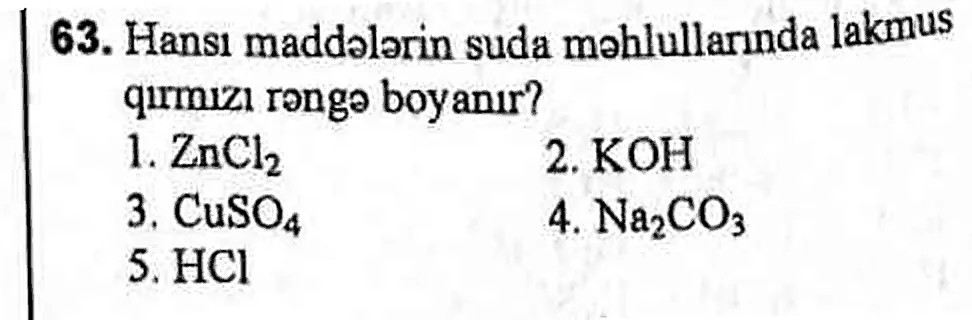 63. Hansı maddələrin suda məhlullarında lakmus
qırmızı rəngə boyanır?
1. ZnCl₂ 2. KOH
3. CuSO₄ 4. Na₂CO₃
5. HCl